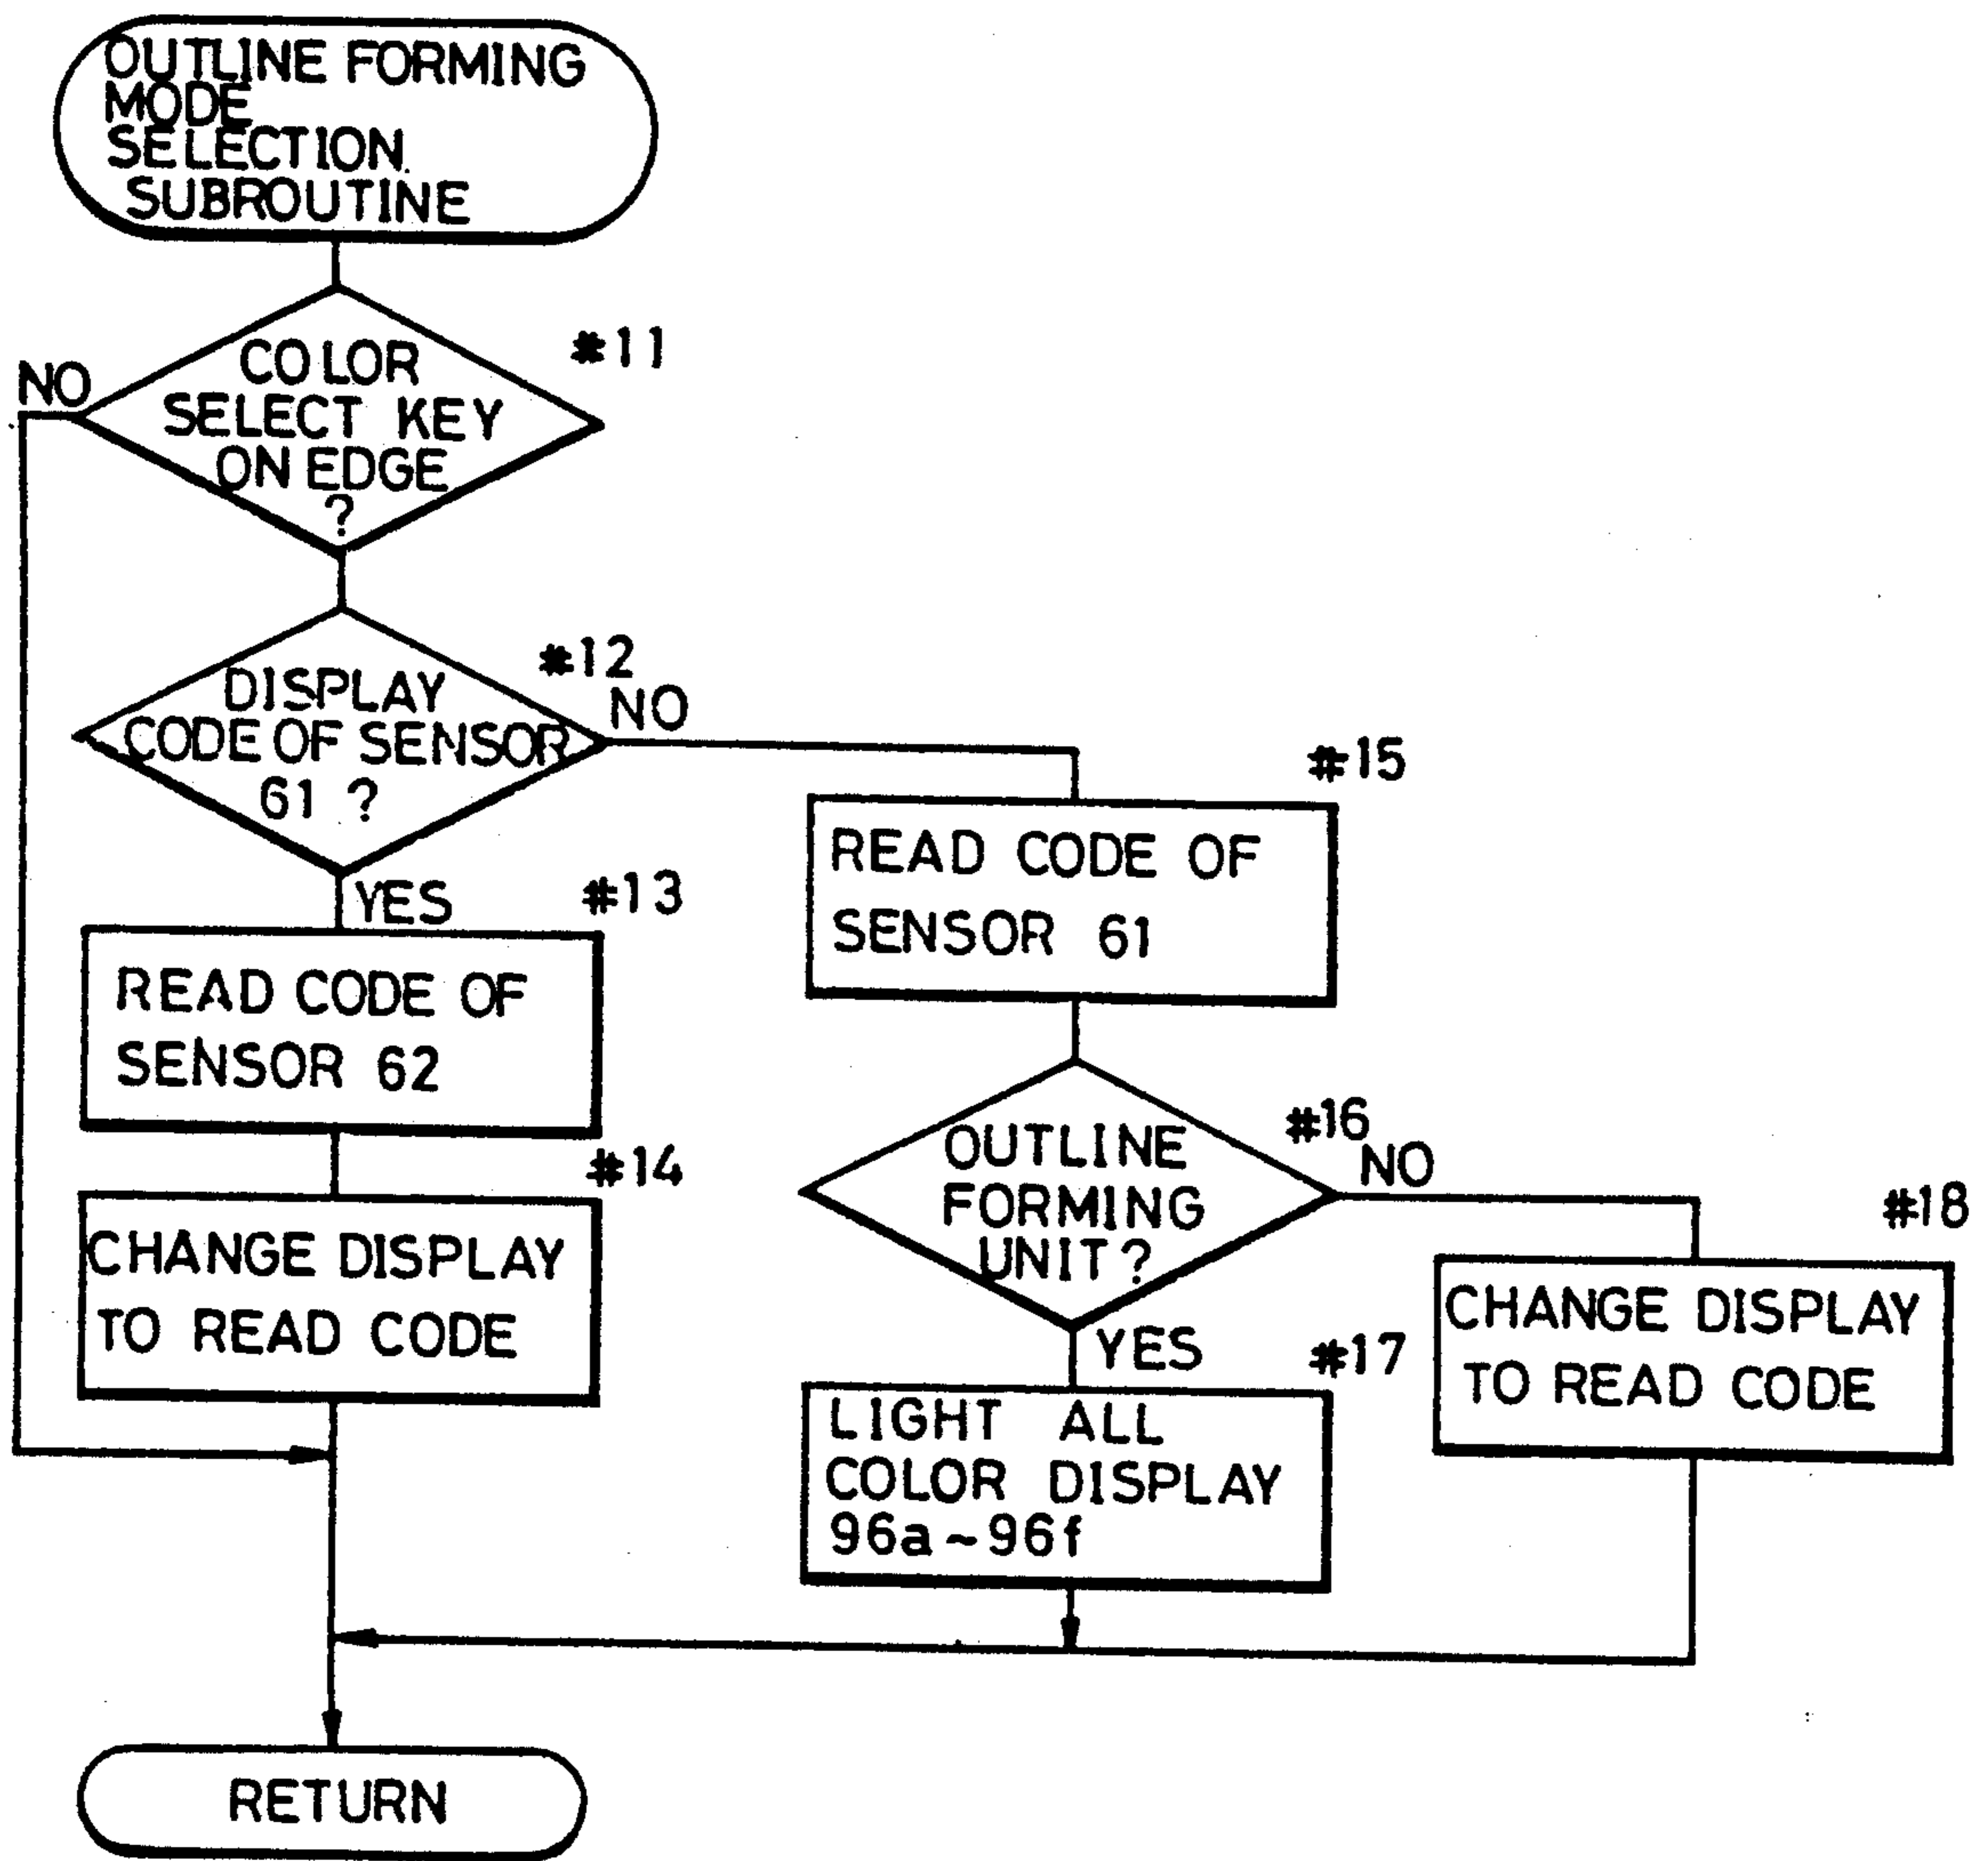 OUTLINE FORMING
MODE
SELECTION
SUBROUTINE
#11
NO
COLOR
SELECT KEY
ON EDGE
?
#12
DISPLAY
CODE OF SENSOR
61 ?
NO
YES
#13
READ CODE OF
SENSOR 62
#14
CHANGE DISPLAY
TO READ CODE
#15
READ CODE OF
SENSOR 61
#16
OUTLINE
FORMING
UNIT ?
NO
YES
#17
LIGHT ALL
COLOR DISPLAY
96a ~ 96f
#18
CHANGE DISPLAY
TO READ CODE
RETURN